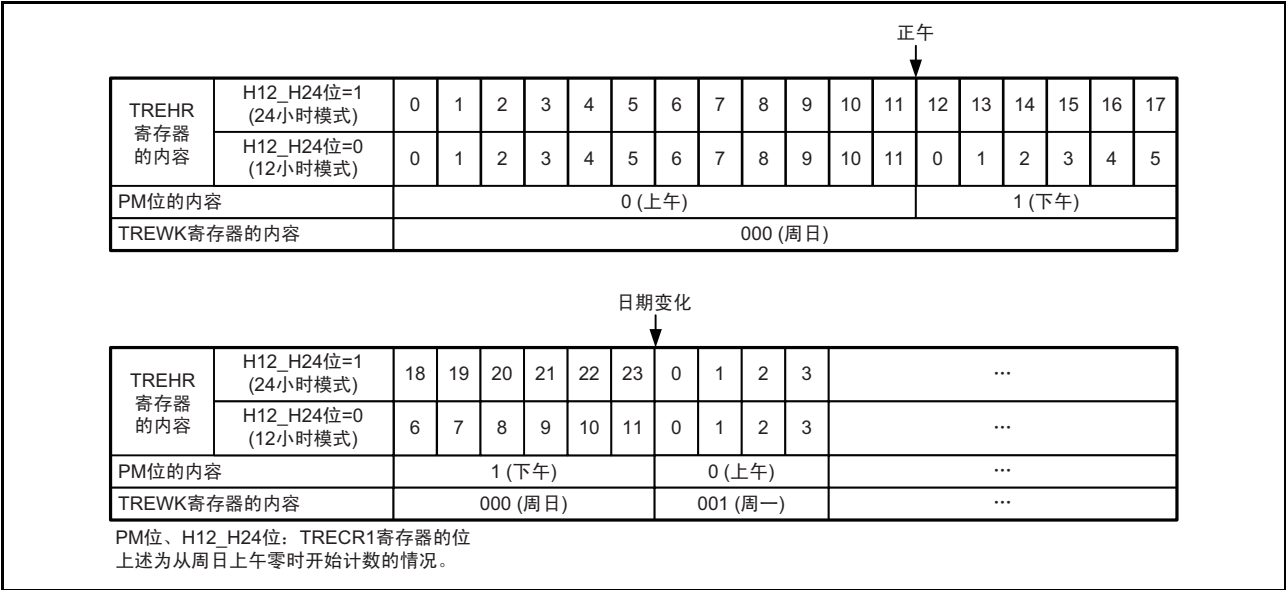 正午
TREHR
寄存器
的内容
H12_H24位=1
(24小时模式)
0 1 2 3 4 5 6 7 8 9 10 11 12 13 14 15 16 17
H12_H24位=0
(12小时模式)
0 1 2 3 4 5 6 7 8 9 10 11 0 1 2 3 4 5
PM位的内容 0 (上午) 1 (下午)
TREWK寄存器的内容 000 (周日)
日期变化
TREHR
寄存器
的内容
H12_H24位=1
(24小时模式)
18 19 20 21 22 23 0 1 2 3 …
H12_H24位=0
(12小时模式)
6 7 8 9 10 11 0 1 2 3 …
PM位的内容 1 (下午) 0 (上午) …
TREWK寄存器的内容 000 (周日) 001 (周一) …
PM位、H12_H24位：TRECR1寄存器的位
上述为从周日上午零时开始计数的情况。